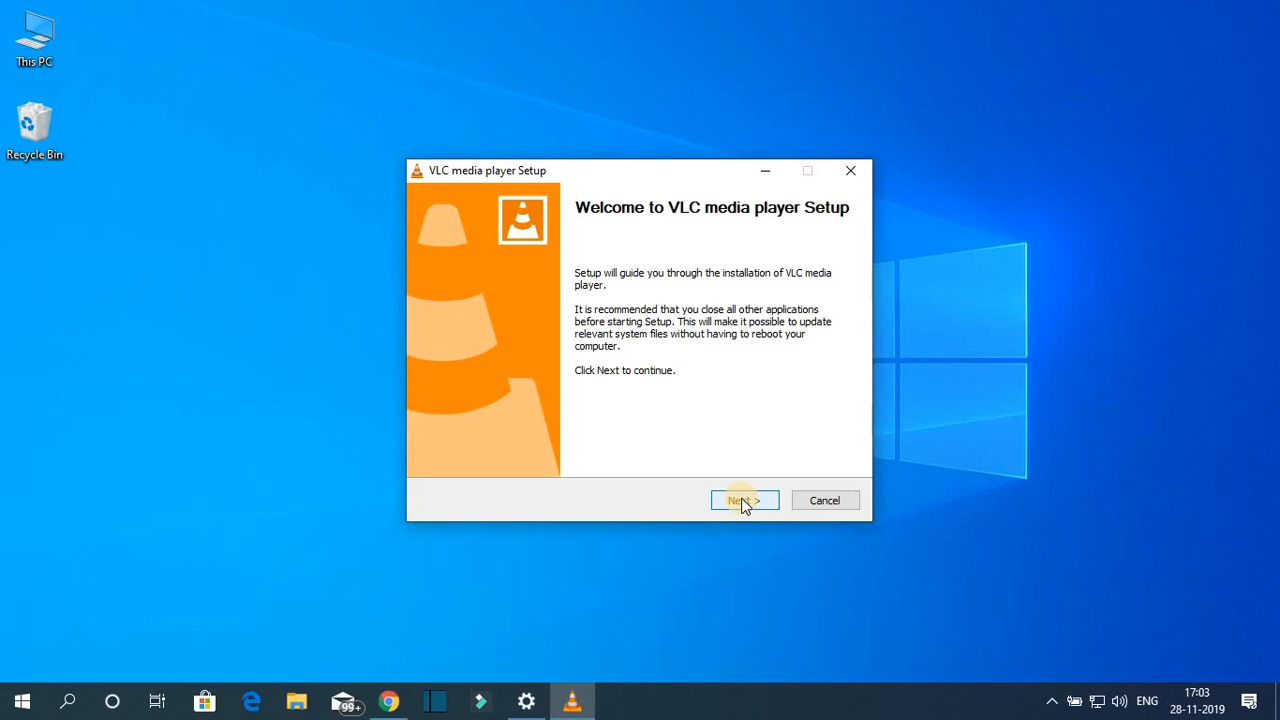 This PC
Recycle Bin
VLC media player Setup
Welcome to VLC media player Setup
Setup will guide you through the installation of VLC media
player.
It is recommended that you close all other applications
before starting Setup. This will make it possible to update
relevant system files without having to reboot your
computer.
Click Next to continue.
Next >
Cancel
99+
ENG
17:03
28-11-2019